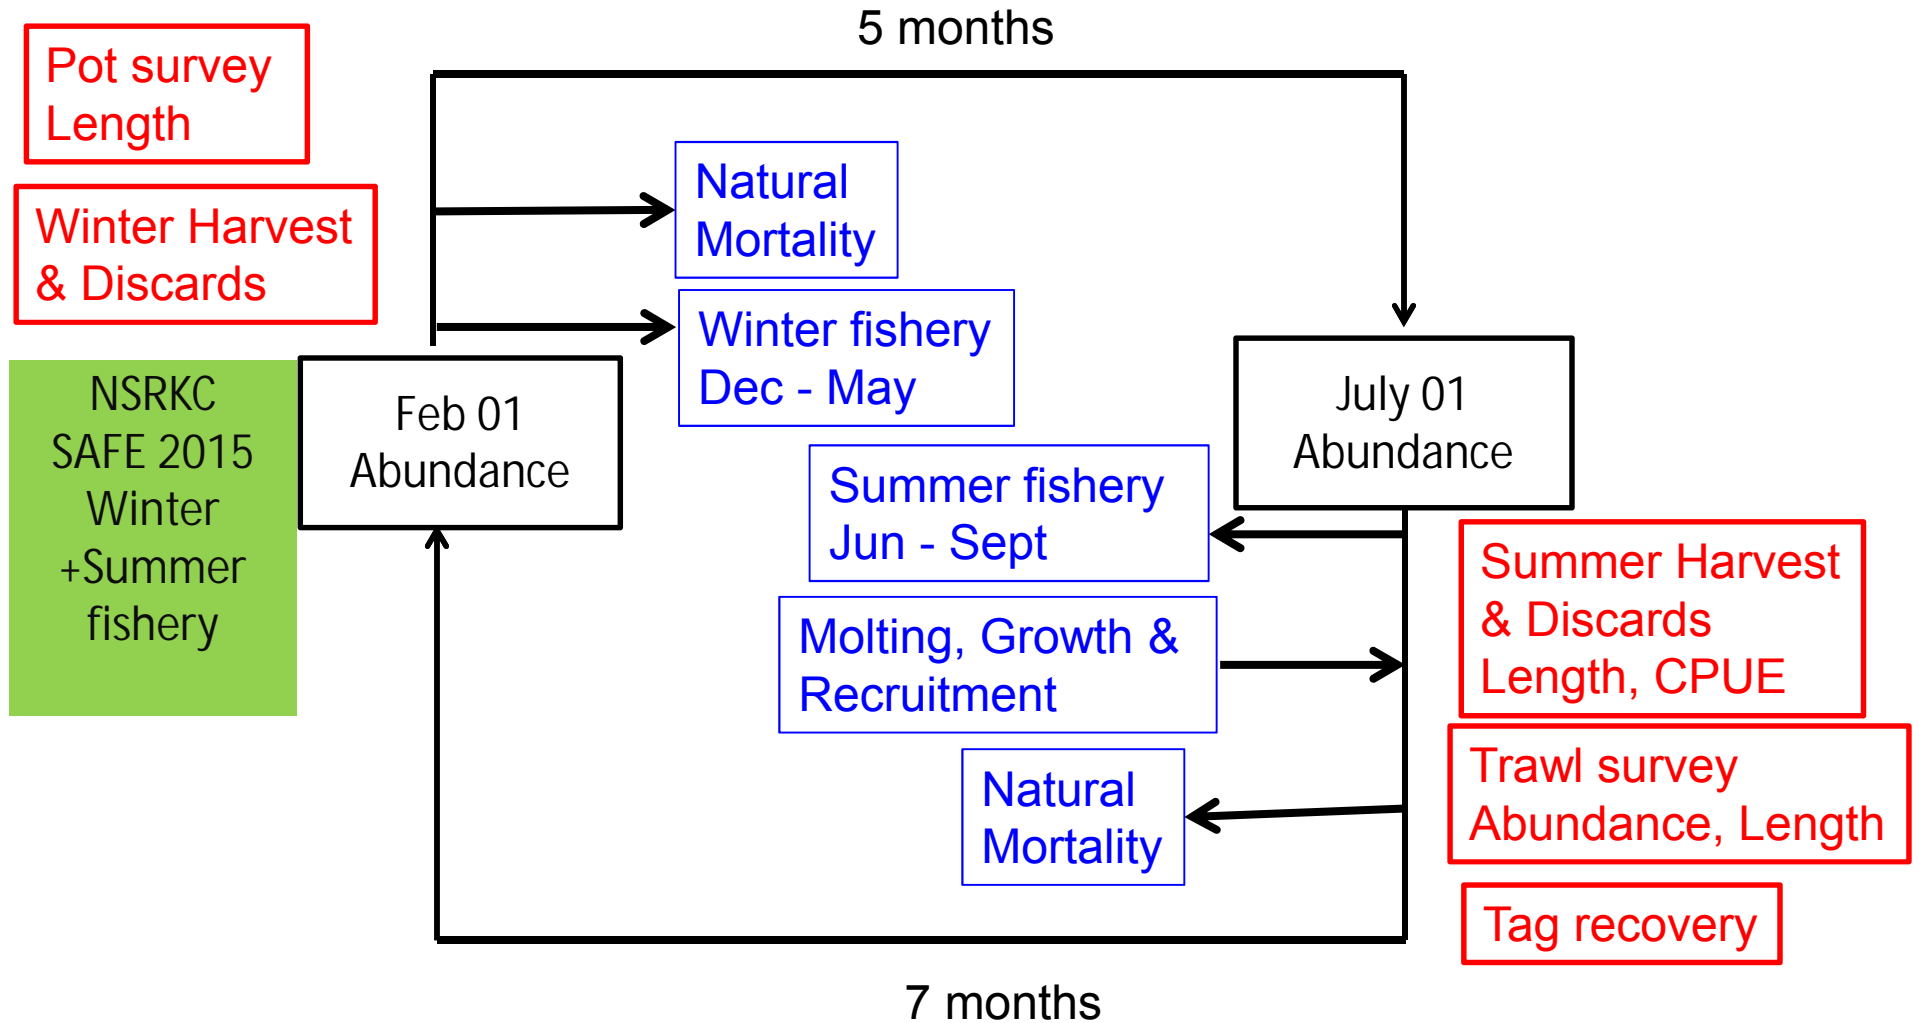 5 months
Pot survey
Length
Natural
Mortality
Winter Harvest
& Discards
Winter fishery
Dec - May
NSRKC
SAFE 2015
Winter
+Summer
fishery
Feb 01
Abundance
July 01
Abundance
Summer fishery
Jun - Sept
Molting, Growth &
Recruitment
Natural
Mortality
Summer Harvest
& Discards
Length, CPUE
Trawl survey
Abundance, Length
Tag recovery
7 months